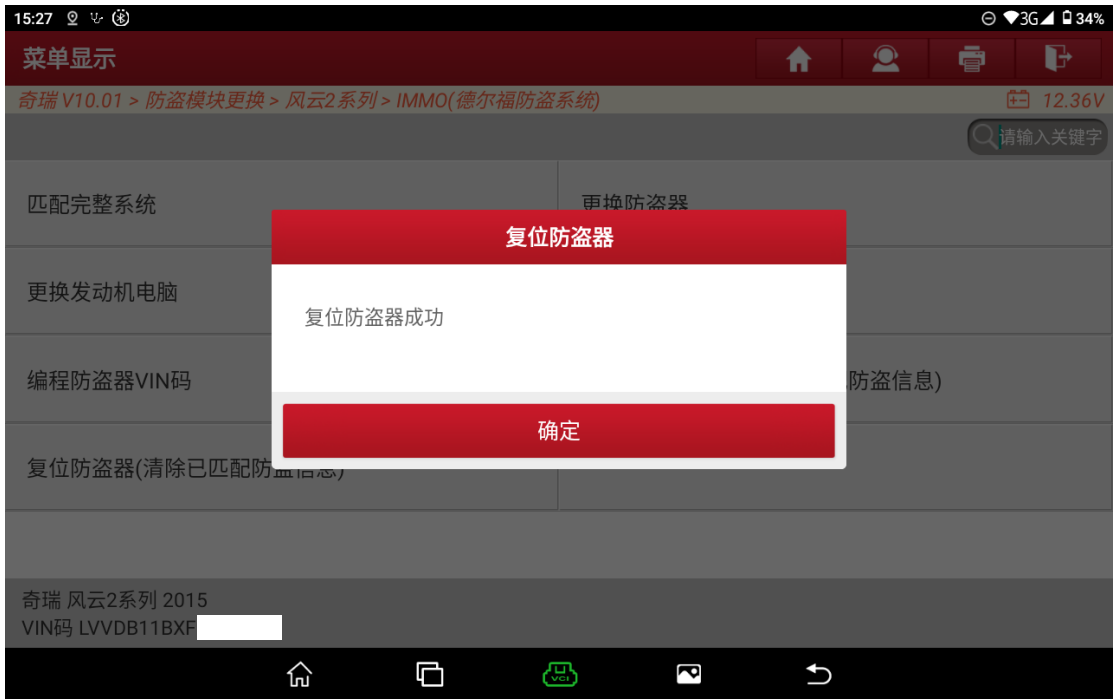 15:27
3G 34%
菜单显示
奇瑞 V10.01 > 防盗模块更换 > 风云2系列 > IMMO(德尔福防盗系统)
12.36V
请输入关键字
匹配完整系统
更换防盗器
复位防盗器
更换发动机电脑
复位防盗器成功
编程防盗器VIN码
防盗信息)
确定
复位防盗器(清除已匹配防盗信息)
奇瑞 风云2系列 2015
VIN码 LVVDB11BXF
VCI